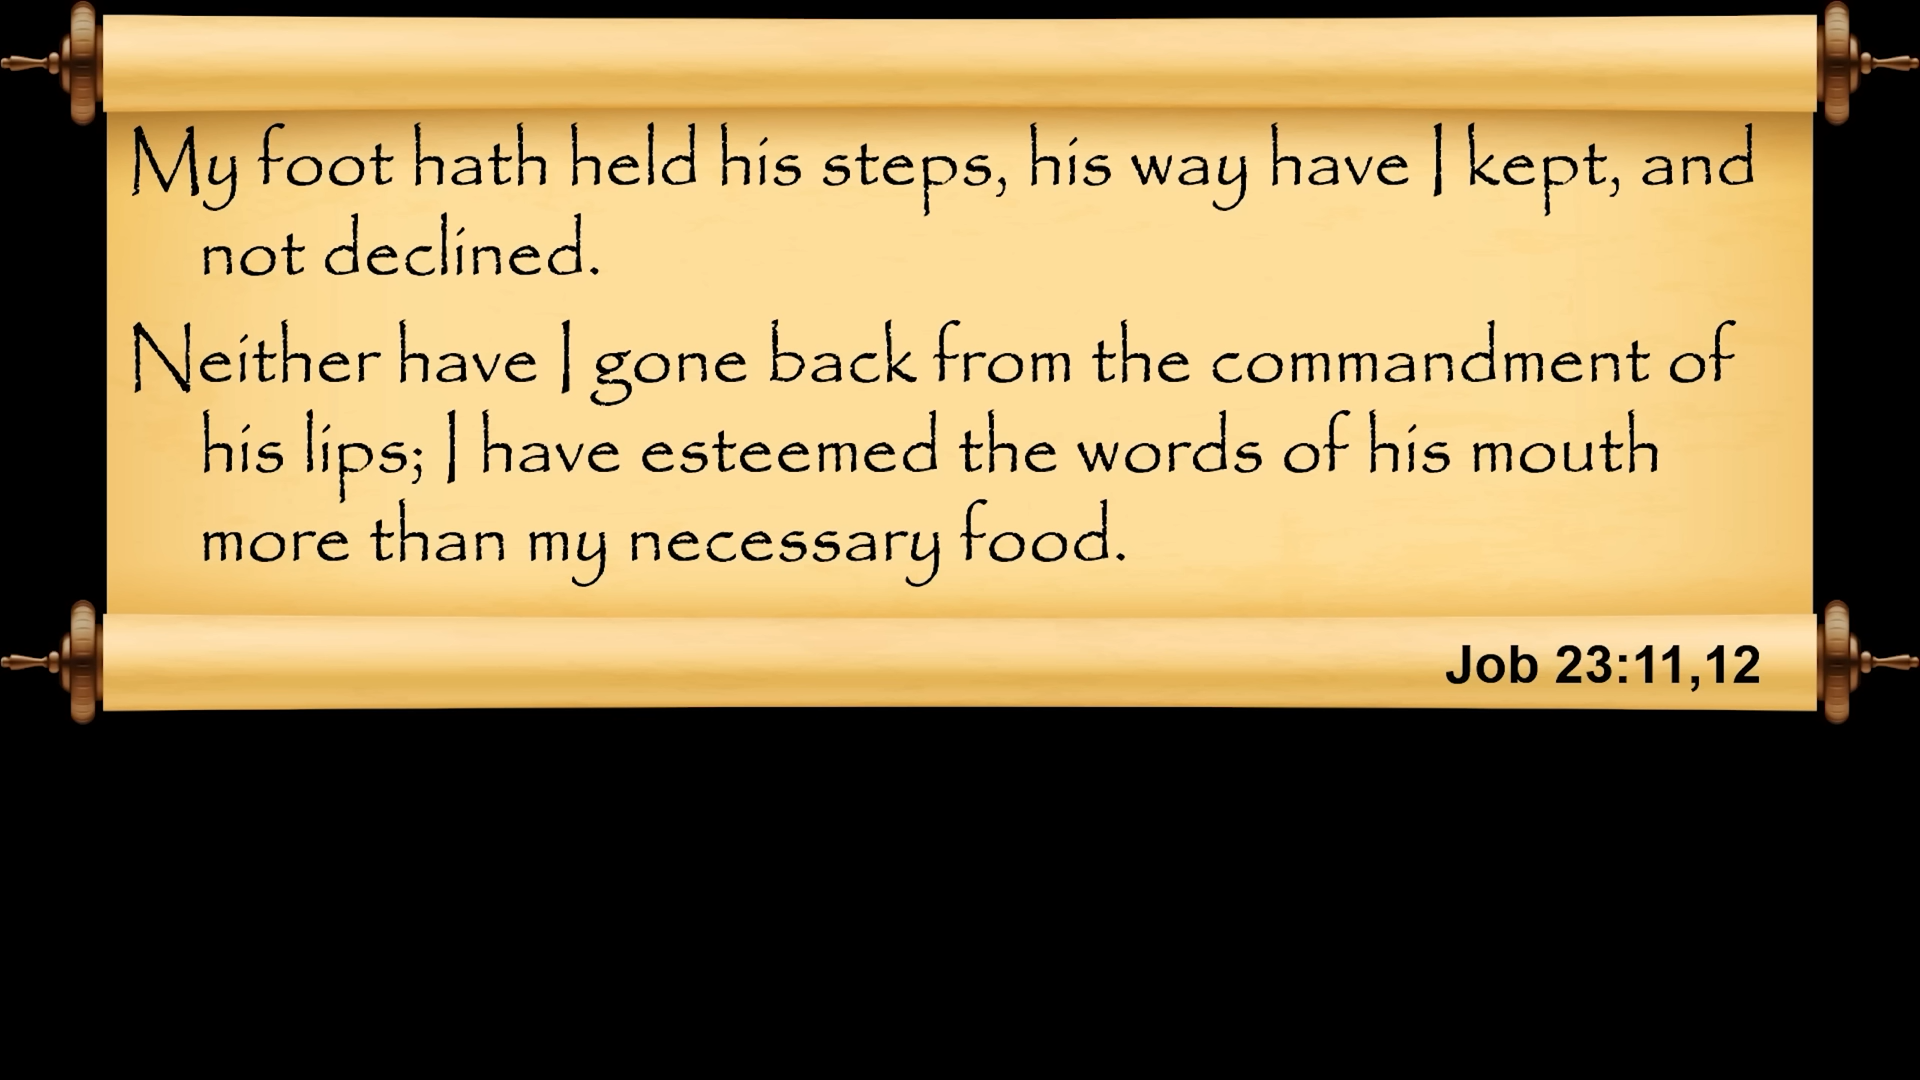 My foot hath held his steps, his way have I kept, and
not declined.
Neither have I gone back from the commandment of
his lips; I have esteemed the words of his mouth
more than my necessary food.
Job 23:11,12